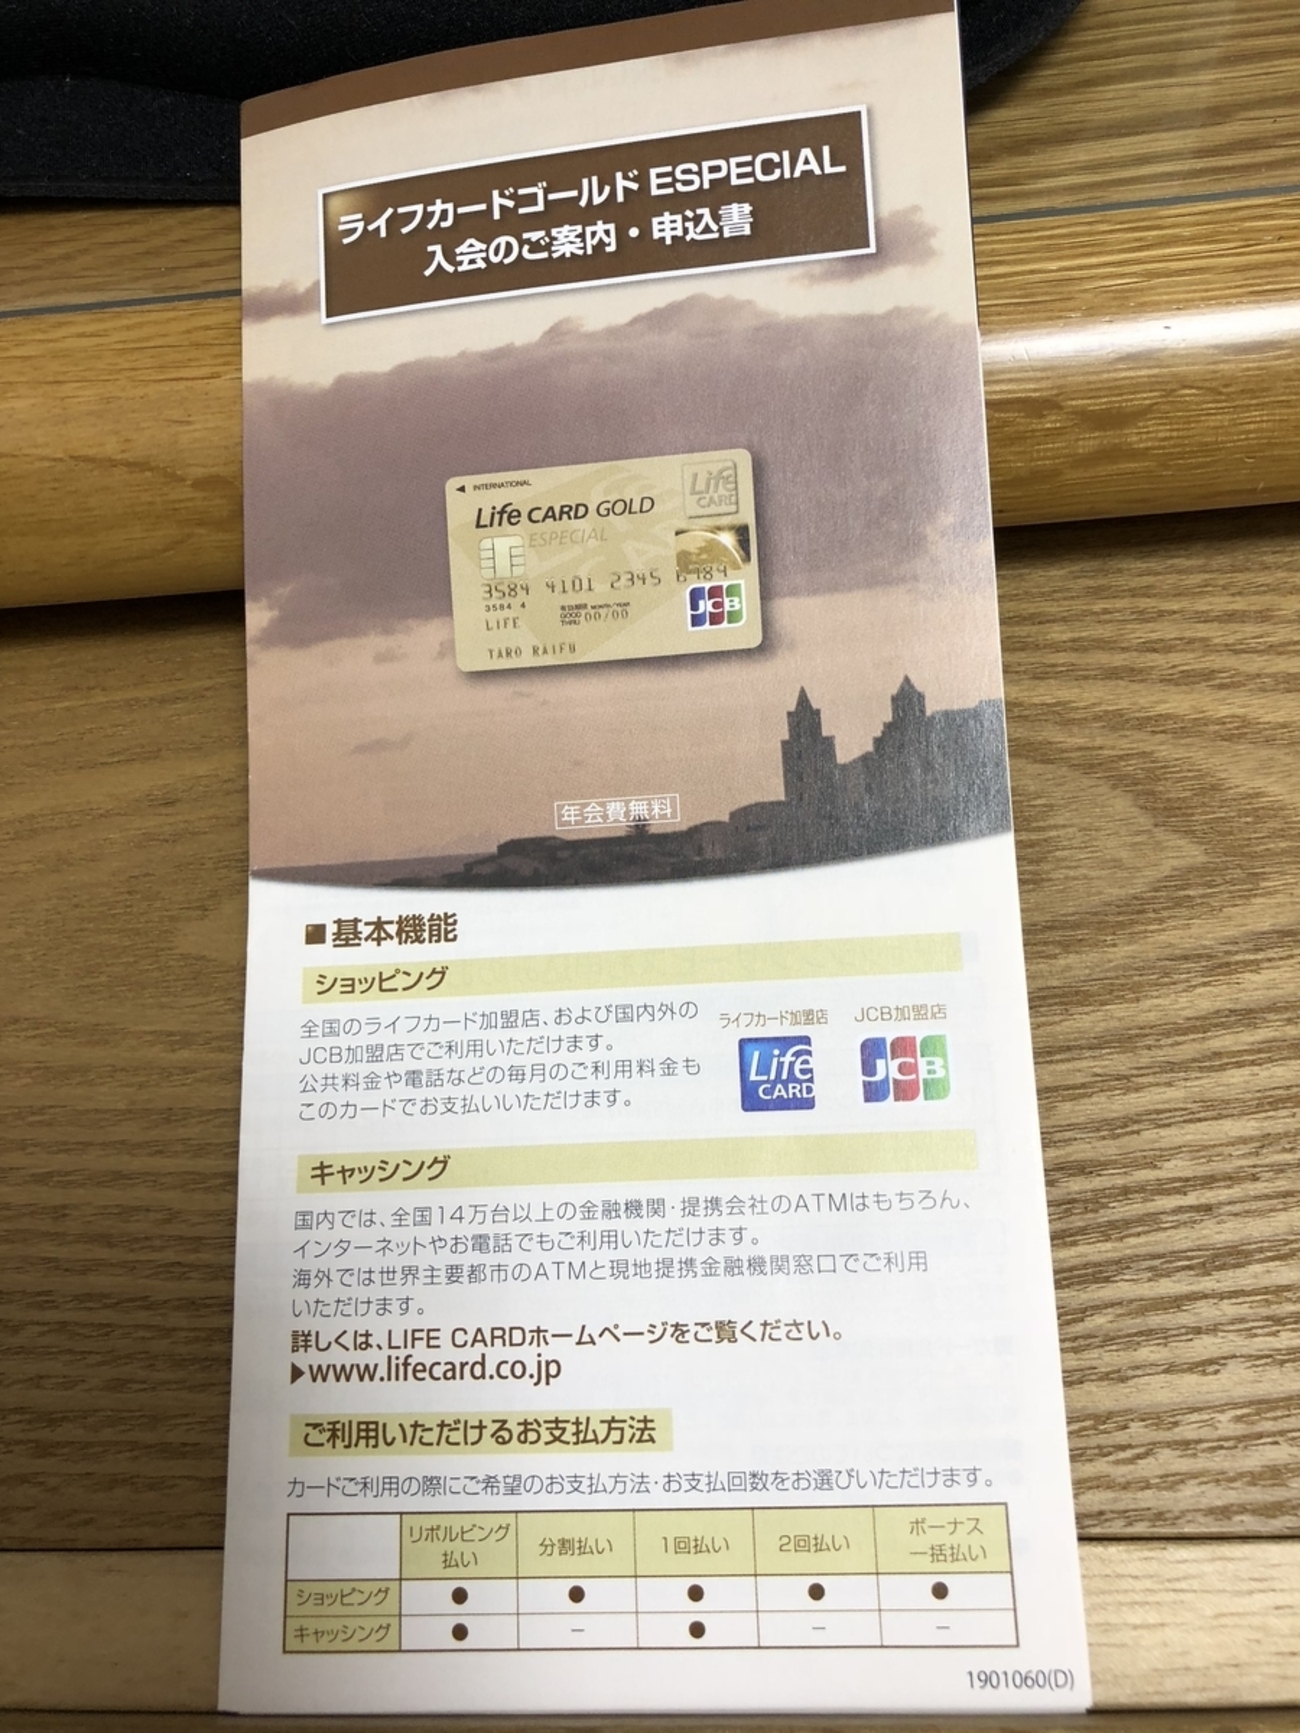 ライフカードゴールド ESPECIAL
入会のご案内・申込書
INTERNATIONAL
Life CARD GOLD
ESPECIAL
Life
CARD
3584 4101 2345 6789
3584 4
LIFE
00/00
JCB
TARO RAIFU
年会費無料
■基本機能
ショッピング
全国のライフカード加盟店、および国内外の
JCB加盟店でご利用いただけます。
公共料金や電話などの毎月のご利用料金も
このカードでお支払いいただけます。
ライフカード加盟店
JCB加盟店
Life
CARD
JCB
キャッシング
国内では、全国14万台以上の金融機関・提携会社のATMはもちろん、
インターネットやお電話でもご利用いただけます。
海外では世界主要都市のATMと現地提携金融機関窓口でご利用
いただけます。
詳しくは、LIFE CARDホームページをご覧ください。
▶www.lifecard.co.jp
ご利用いただけるお支払方法
カードご利用の際にご希望のお支払方法・お支払回数をお選びいただけます。
リボルビング払い 分割払い 1回払い 2回払い ボーナス一括払い
ショッピング ● ● ● ● ●
キャッシング ● － ● － －
1901060(D)